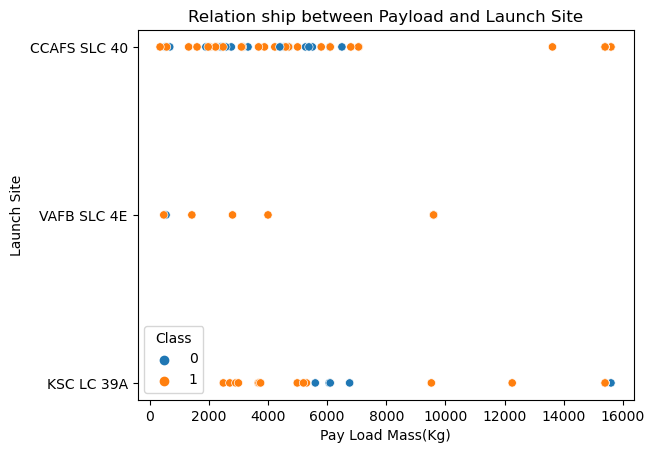 Relation ship between Payload and Launch Site
CCAFS SLC 40
VAFB SLC 4E
KSC LC 39A
Launch Site
Class
0
1
0 2000 4000 6000 8000 10000 12000 14000 16000
Pay Load Mass(Kg)